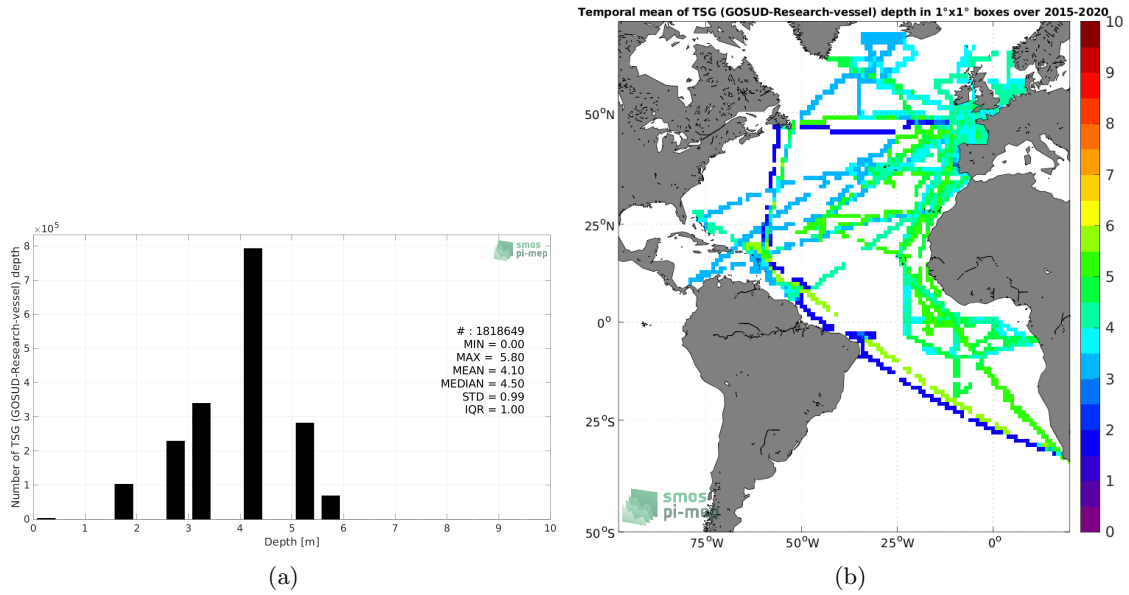 Temporal mean of TSG (GOSUD-Research-vessel) depth in 1°x1° boxes over 2015-2020
×10⁵
Number of TSG (GOSUD-Research-vessel) depth
8
7
6
5
4
3
2
1
0
smos
pi-mep
# : 1818649
MIN = 0.00
MAX = 5.80
MEAN = 4.10
MEDIAN = 4.50
STD = 0.99
IQR = 1.00
0 1 2 3 4 5 6 7 8 9 10
Depth [m]
(a)
50°N
25°N
0°
25°S
50°S
75°W 50°W 25°W 0°
smos
pi-mep
10
9
8
7
6
5
4
3
2
1
0
(b)